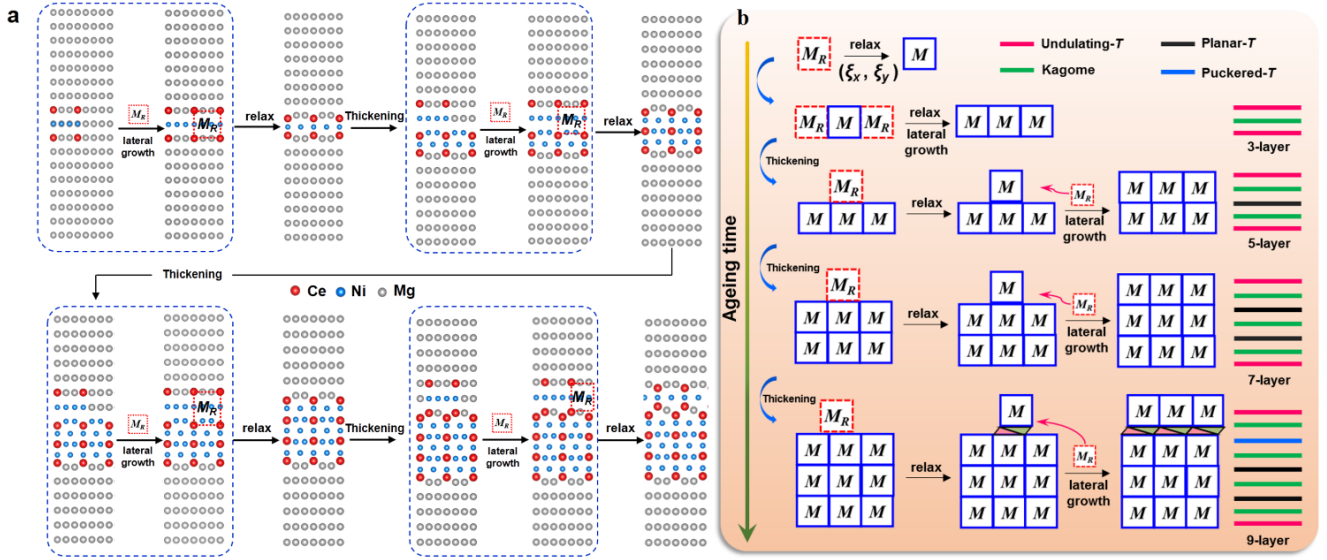 a
M_R
lateral
growth
M_R
relax
Thickening
M_R
lateral
growth
M_R
relax
Thickening
Ce Ni Mg
M_R
lateral
growth
M_R
relax
Thickening
M_R
lateral
growth
M_R
relax
b
Ageing time
M_R
relax
(ξx, ξy)
M
Undulating-T
Planar-T
Kagome
Puckered-T
M_R M M_R
relax
lateral
growth
M M M
3-layer
Thickening
M_R
M M M
relax
M
M M M
M_R
lateral
growth
M M M
M M M
5-layer
Thickening
M_R
M M M
M M M
relax
M
M M M
M M M
M_R
lateral
growth
M M M
M M M
M M M
7-layer
Thickening
M_R
M M M
M M M
M M M
relax
M
M M M
M M M
M M M
M_R
lateral
growth
M M M
M M M
M M M
M M M
9-layer